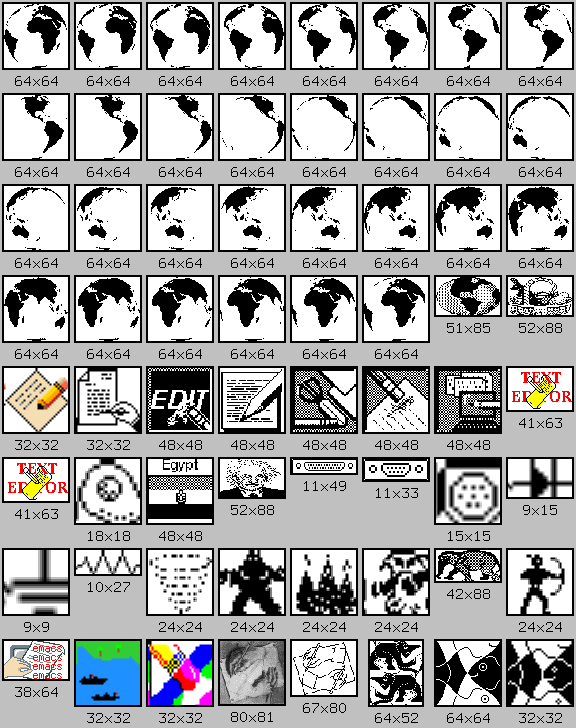 64x64 64x64 64x64 64x64 64x64 64x64 64x64 64x64
64x64 64x64 64x64 64x64 64x64 64x64 64x64 64x64
64x64 64x64 64x64 64x64 64x64 64x64 64x64 64x64
64x64 64x64 64x64 64x64 64x64 64x64 51x85 52x88
EDIT
TEXT
EDITOR
32x32 32x32 48x48 48x48 48x48 48x48 48x48 41x63
TEXT
EDITOR
Egypt
41x63 18x18 48x48 52x88 11x49 11x33 15x15 9x15
9x9 10x27 24x24 24x24 24x24 24x24 42x88 24x24
emacs
emacs
emacs
emacs
38x64 32x32 32x32 80x81 67x80 64x52 64x64 32x32